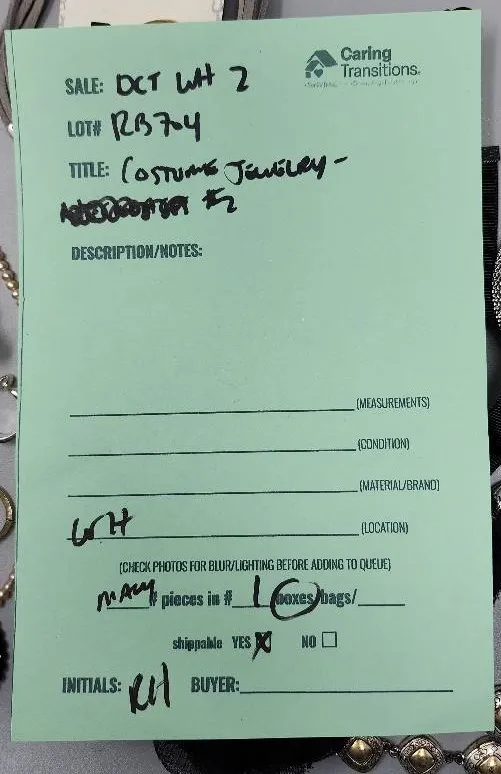 Caring
Transitions®
SALE: OCT WH 2
LOT# RB704
TITLE: COSTUME JEWELRY -
#2
DESCRIPTION/NOTES:
(MEASUREMENTS)
(CONDITION)
(MATERIAL/BRAND)
WH (LOCATION)
(CHECK PHOTOS FOR BLUR/LIGHTING BEFORE ADDING TO QUEUE)
MANY # pieces in # 1 boxes/bags/
shippable YES X NO ☐
INITIALS: RH BUYER: